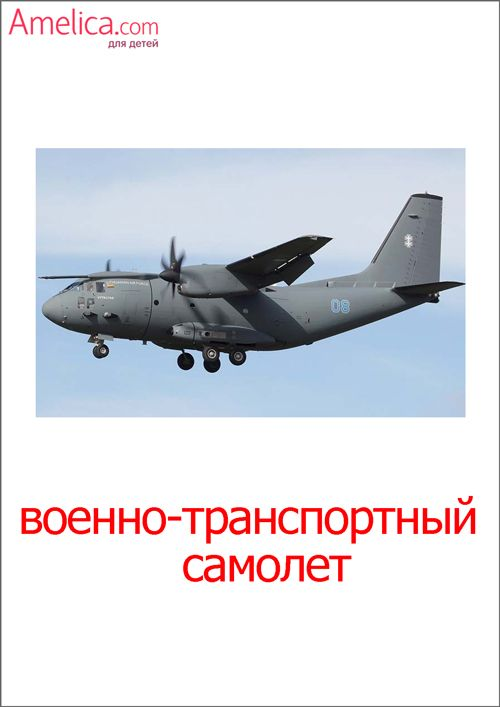 Amelica.com
для детей
08
военно-транспортный
самолет